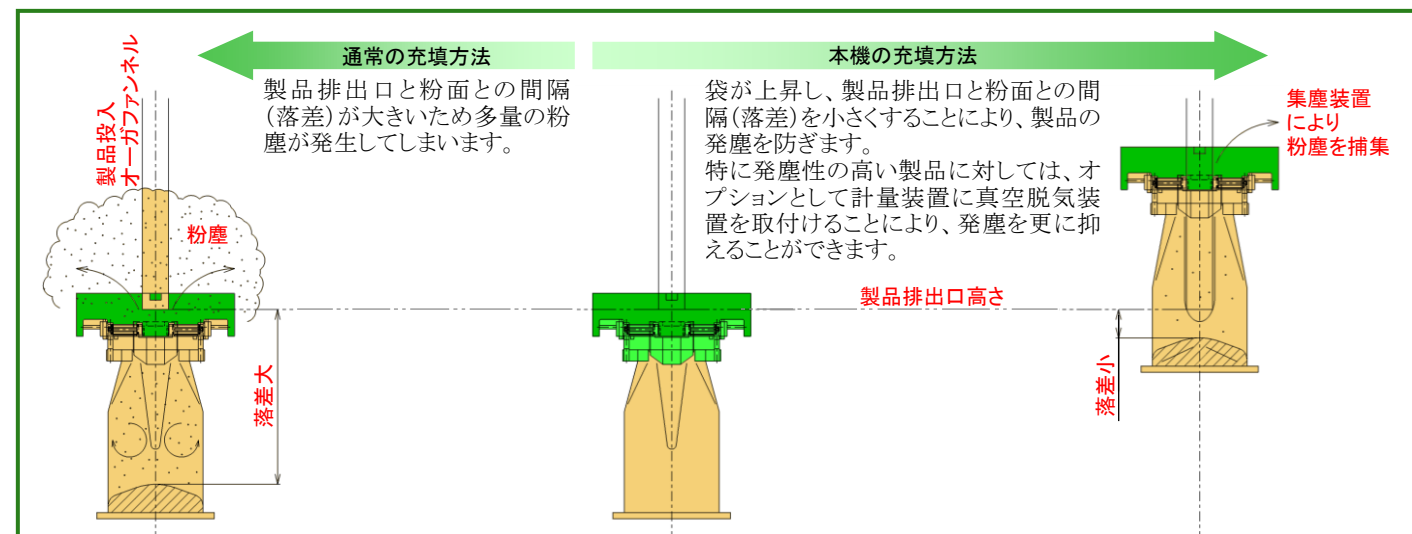 通常の充填方法
製品排出口と粉面との間隔
(落差)が大きいため多量の粉
塵が発生してしまいます。
製品投入
オーガファンネル
粉塵
落差大
本機の充填方法
袋が上昇し、製品排出口と粉面との間
隔(落差)を小さくすることにより、製品の
発塵を防ぎます。
特に発塵性の高い製品に対しては、オ
プションとして計量装置に真空脱気装
置を取付けることにより、発塵を更に抑
えることができます。
集塵装置
により
粉塵を捕集
製品排出口高さ
落差小